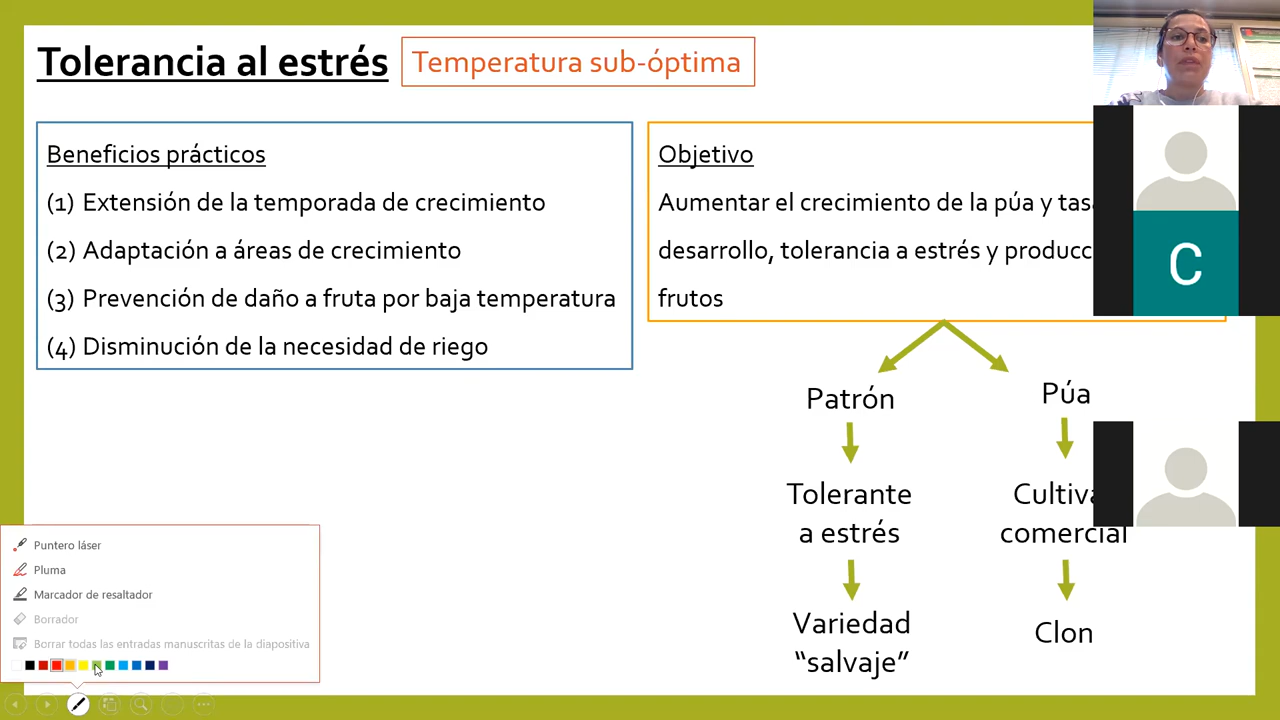 Tolerancia al estrés
Temperatura sub-óptima
Beneficios prácticos
(1) Extensión de la temporada de crecimiento
(2) Adaptación a áreas de crecimiento
(3) Prevención de daño a fruta por baja temperatura
(4) Disminución de la necesidad de riego
Objetivo
Aumentar el crecimiento de la púa y
desarrollo, tolerancia a estrés y
frutos
Patrón
Púa
Tolerante
a estrés
comercial
Variedad
“salvaje”
Clon
C
Puntero láser
Pluma
Marcador de resaltador
Borrador
Borrar todas las entradas manuscritas de la diapositiva